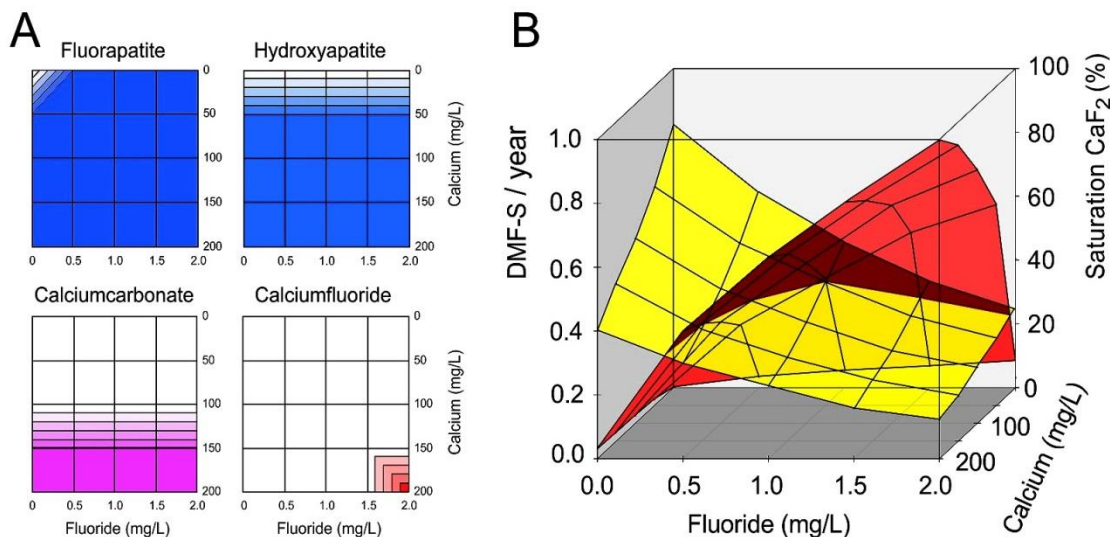 A
Fluorapatite
Hydroxyapatite
0
50
100
150
200
0 0.5 1.0 1.5 2.0
0
50
100
150
200
Calcium (mg/L)
0 0.5 1.0 1.5 2.0
Calciumcarbonate
Calciumfluoride
0
50
100
150
200
0 0.5 1.0 1.5 2.0
Fluoride (mg/L)
0
50
100
150
200
Calcium (mg/L)
0 0.5 1.0 1.5 2.0
Fluoride (mg/L)
B
DMF-S / year
1.0
0.8
0.6
0.4
0.2
0.0
0.0 0.5 1.0 1.5 2.0
Fluoride (mg/L)
100
80
60
40
20
0
Saturation CaF₂ (%)
0
100
200
Calcium (mg/L)